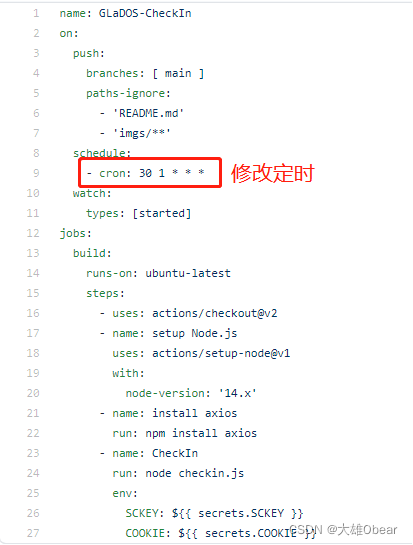 1 name: GLaDOS-CheckIn
2 on:
3   push:
4     branches: [ main ]
5     paths-ignore:
6       - 'README.md'
7       - 'imgs/**'
8   schedule:
9     - cron: 30 1 * * * 修改定时
10   watch:
11     types: [started]
12 jobs:
13   build:
14     runs-on: ubuntu-latest
15     steps:
16       - uses: actions/checkout@v2
17       - name: setup Node.js
18         uses: actions/setup-node@v1
19         with:
20           node-version: '14.x'
21       - name: install axios
22         run: npm install axios
23       - name: CheckIn
24         run: node checkin.js
25         env:
26           SCKEY: ${{ secrets.SCKEY }}
27           COOKIE: ${{ secrets.COOKIE }}
CSDN @大雄Obear